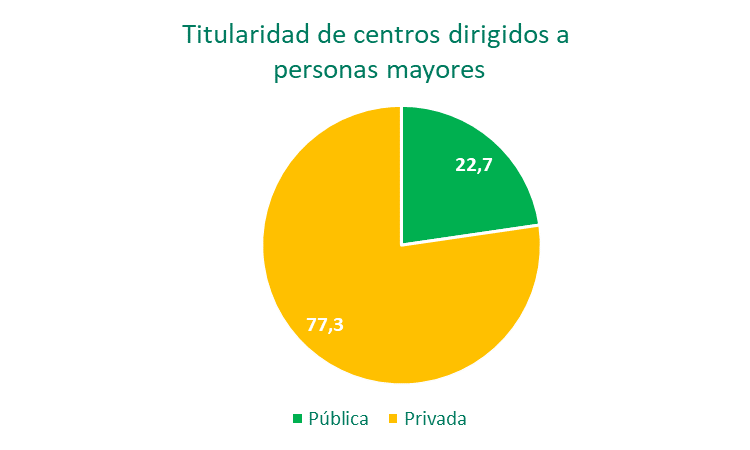 Titularidad de centros dirigidos a
personas mayores
22,7
77,3
Pública Privada